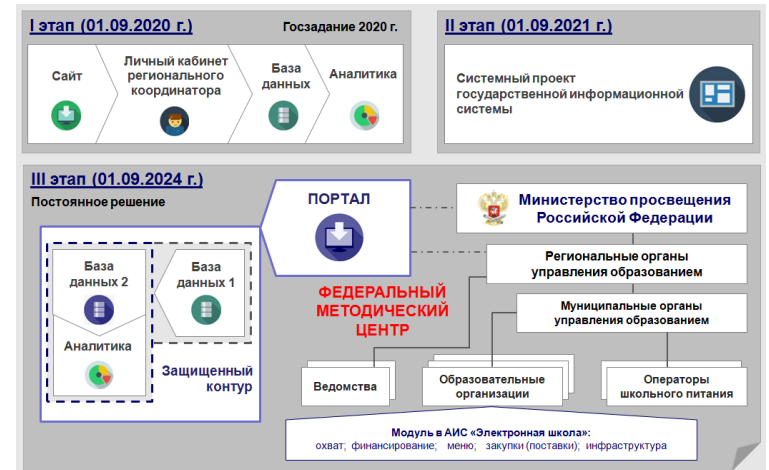 I этап (01.09.2020 г.)
Госзадание 2020 г.
Сайт
Личный кабинет
регионального
координатора
База
данных
Аналитика
II этап (01.09.2021 г.)
Системный проект
государственной информационной
системы
III этап (01.09.2024 г.)
Постоянное решение
ПОРТАЛ
Министерство просвещения
Российской Федерации
База
данных 2
База
данных 1
Аналитика
Защищенный
контур
ФЕДЕРАЛЬНЫЙ
МЕТОДИЧЕСКИЙ
ЦЕНТР
Региональные органы
управления образованием
Муниципальные органы
управления образованием
Ведомства
Образовательные
организации
Операторы
школьного питания
Модуль в АИС «Электронная школа»:
охват; финансирование; меню; закупки (поставки); инфраструктура